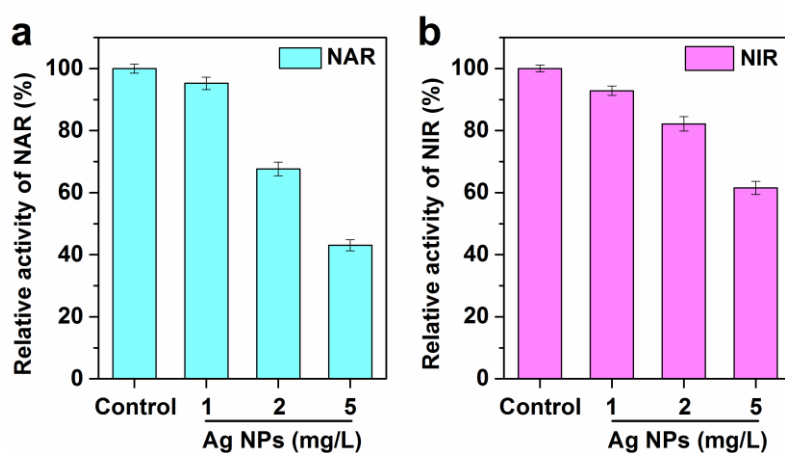 a
NAR
Relative activity of NAR (%)
100
80
60
40
20
0
Control 1 2 5
Ag NPs (mg/L)
b
NIR
Relative activity of NIR (%)
100
80
60
40
20
0
Control 1 2 5
Ag NPs (mg/L)